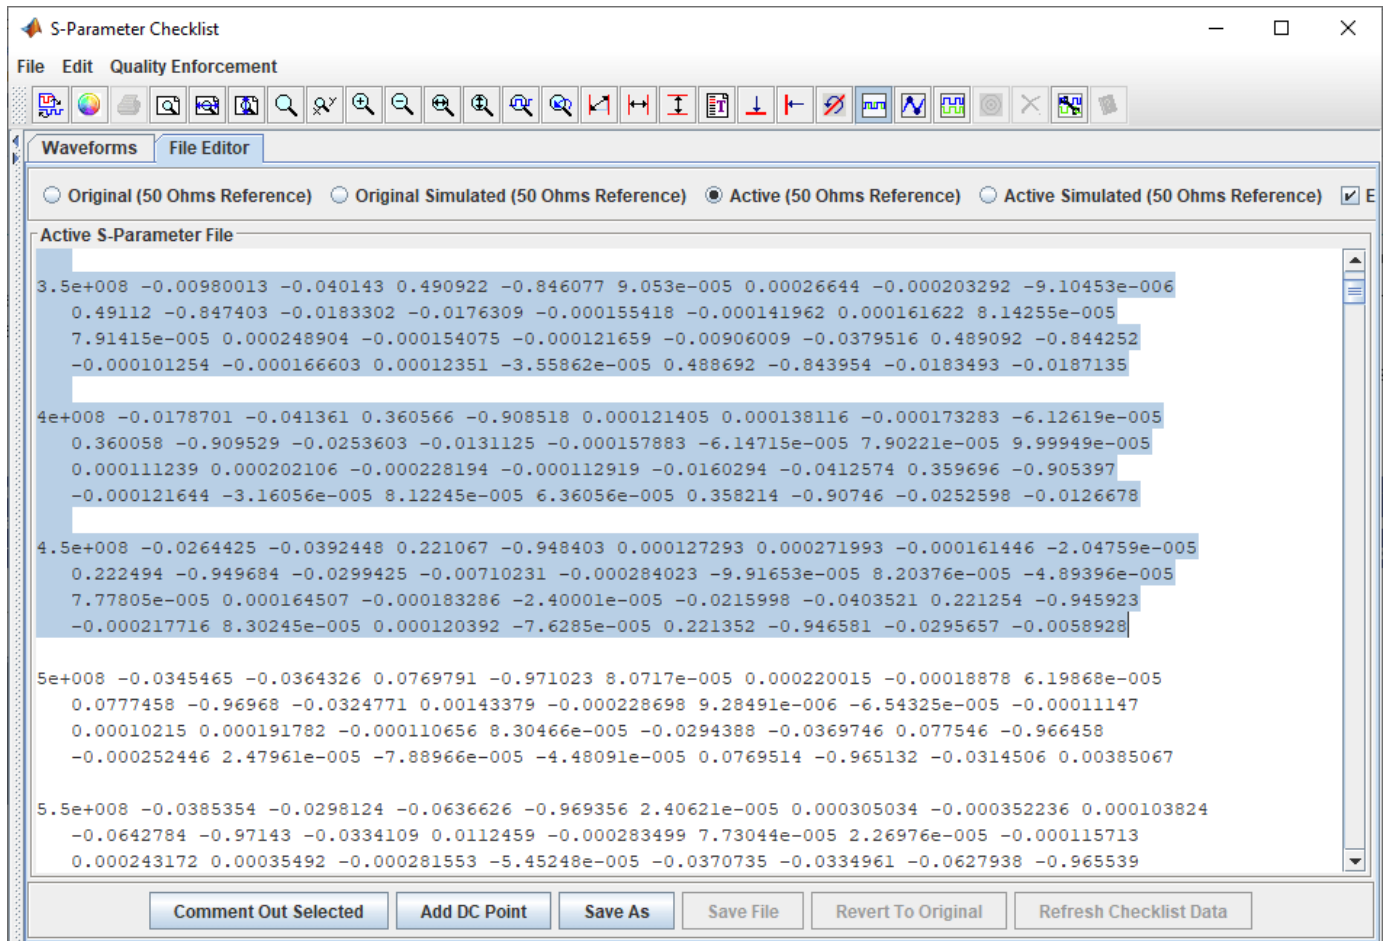 S-Parameter Checklist
File Edit Quality Enforcement
Waveforms File Editor
Original (50 Ohms Reference) Original Simulated (50 Ohms Reference) Active (50 Ohms Reference) Active Simulated (50 Ohms Reference) E
Active S-Parameter File
3.5e+008 -0.00980013 -0.040143 0.490922 -0.846077 9.053e-005 0.00026644 -0.000203292 -9.10453e-006
0.49112 -0.847403 -0.0183302 -0.0176309 -0.000155418 -0.000141962 0.000161622 8.14255e-005
7.91415e-005 0.000248904 -0.000154075 -0.000121659 -0.00906009 -0.0379516 0.489092 -0.844252
-0.000101254 -0.000166603 0.00012351 -3.55862e-005 0.488692 -0.843954 -0.0183493 -0.0187135
4e+008 -0.0178701 -0.041361 0.360566 -0.908518 0.000121405 0.000138116 -0.000173283 -6.12619e-005
0.360058 -0.909529 -0.0253603 -0.0131125 -0.000157883 -6.14715e-005 7.90221e-005 9.99949e-005
0.000111239 0.000202106 -0.000228194 -0.000112919 -0.0160294 -0.0412574 0.359696 -0.905397
-0.000121644 -3.16056e-005 8.12245e-005 6.36056e-005 0.358214 -0.90746 -0.0252598 -0.0126678
4.5e+008 -0.0264425 -0.0392448 0.221067 -0.948403 0.000127293 0.000271993 -0.000161446 -2.04759e-005
0.222494 -0.949684 -0.0299425 -0.00710231 -0.000284023 -9.91653e-005 8.20376e-005 -4.89396e-005
7.77805e-005 0.000164507 -0.000183286 -2.40001e-005 -0.0215998 -0.0403521 0.221254 -0.945923
-0.000217716 8.30245e-005 0.000120392 -7.6285e-005 0.221352 -0.946581 -0.0295657 -0.0058928
5e+008 -0.0345465 -0.0364326 0.0769791 -0.971023 8.0717e-005 0.000220015 -0.00018878 6.19868e-005
0.0777458 -0.96968 -0.0324771 0.00143379 -0.000228698 9.28491e-006 -6.54325e-005 -0.00011147
0.00010215 0.000191782 -0.000110656 8.30466e-005 -0.0294388 -0.0369746 0.077546 -0.966458
-0.000252446 2.47961e-005 -7.88966e-005 -4.48091e-005 0.0769514 -0.965132 -0.0314506 0.00385067
5.5e+008 -0.0385354 -0.0298124 -0.0636626 -0.969356 2.40621e-005 0.000305034 -0.000352236 0.000103824
-0.0642784 -0.97143 -0.0334109 0.0112459 -0.000283499 7.73044e-005 2.26976e-005 -0.000115713
0.000243172 0.00035492 -0.000281553 -5.45248e-005 -0.0370735 -0.0334961 -0.0627938 -0.965539
Comment Out Selected Add DC Point Save As Save File Revert To Original Refresh Checklist Data